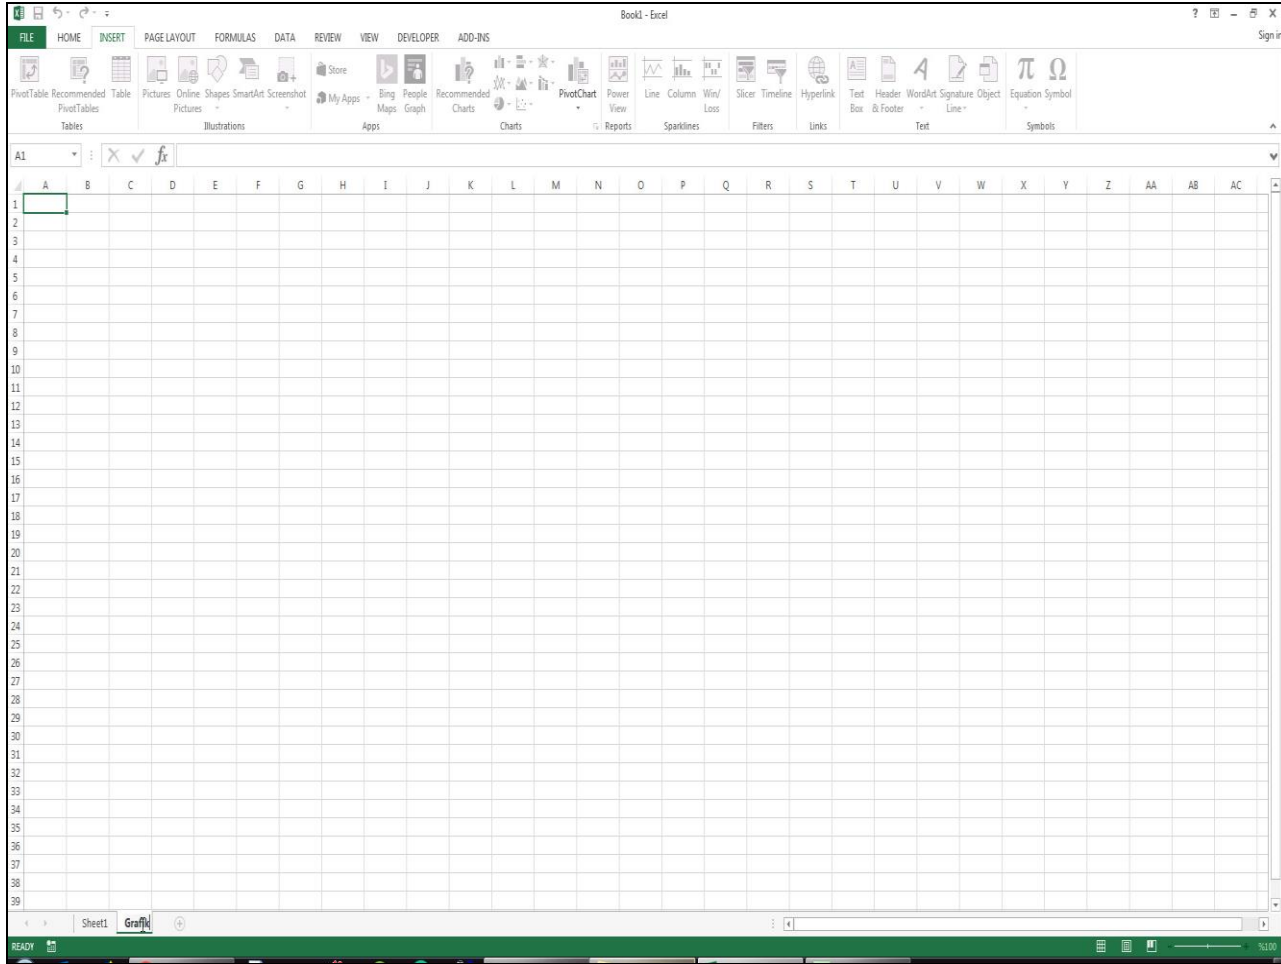 Book1 - Excel
? 
Sign in
FILE HOME INSERT PAGE LAYOUT FORMULAS DATA REVIEW VIEW DEVELOPER ADD-INS
PivotTable Recommended PivotTables Table
Tables
Pictures Online Pictures Shapes SmartArt Screenshot
Illustrations
Store
My Apps
Bing Maps People Graph
Apps
Recommended Charts
PivotChart
Charts
Power View
Reports
Line Column Win/Loss
Sparklines
Slicer Timeline
Filters
Hyperlink
Links
Text Box Header & Footer WordArt Signature Line Object
Text
π Ω
Equation Symbol
Symbols
A1
fx
A B C D E F G H I J K L M N O P Q R S T U V W X Y Z AA AB AC
1
2
3
4
5
6
7
8
9
10
11
12
13
14
15
16
17
18
19
20
21
22
23
24
25
26
27
28
29
30
31
32
33
34
35
36
37
38
39
Sheet1 Grafik
READY
%100